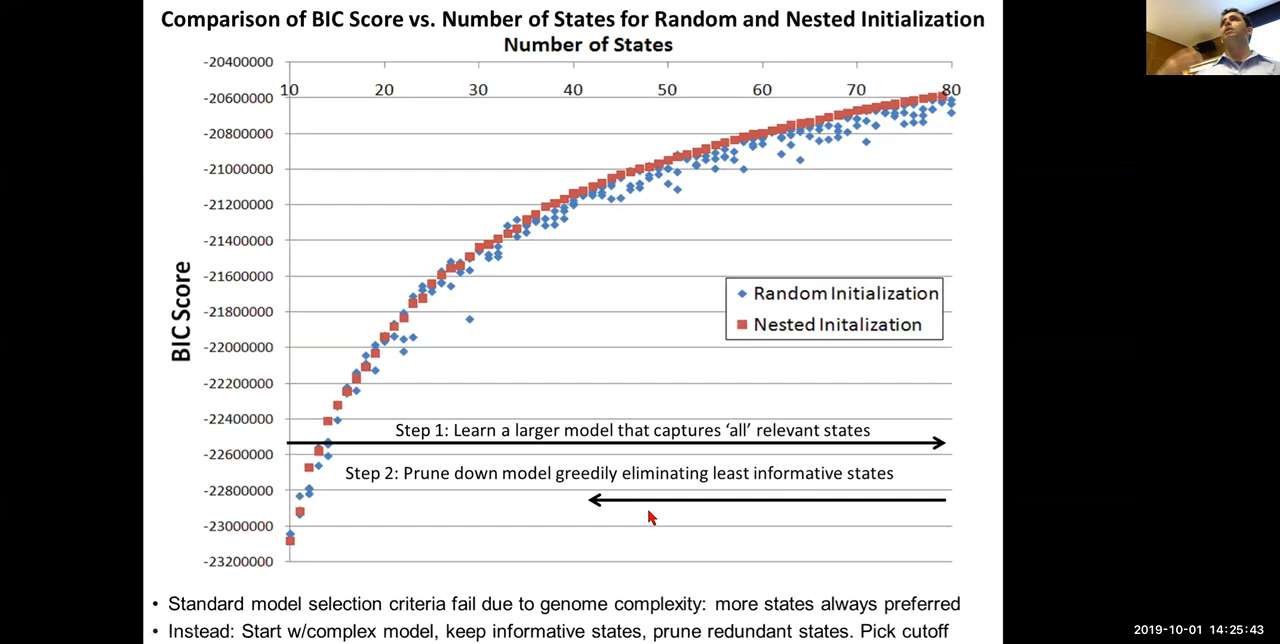 Comparison of BIC Score vs. Number of States for Random and Nested Initialization
Number of States
-20400000
10 20 30 40 50 60 70 80
-20600000
-20800000
-21000000
-21200000
-21400000
-21600000
-21800000
-22000000
-22200000
-22400000
-22600000
-22800000
-23000000
-23200000
BIC Score
Random Initialization
Nested Initalization
Step 1: Learn a larger model that captures ‘all’ relevant states
Step 2: Prune down model greedily eliminating least informative states
• Standard model selection criteria fail due to genome complexity: more states always preferred
• Instead: Start w/complex model, keep informative states, prune redundant states. Pick cutoff
2019-10-01 14:25:43